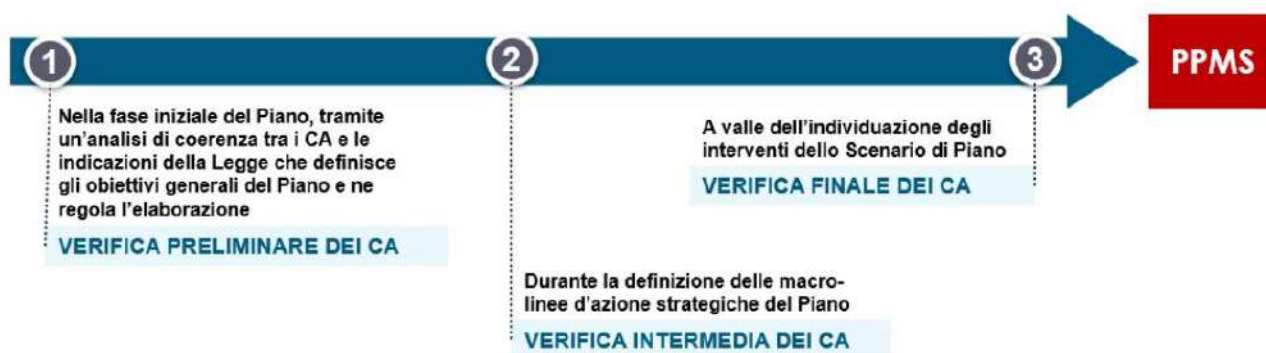 1
2
3
PPMS
Nella fase iniziale del Piano, tramite
un'analisi di coerenza tra i CA e le
indicazioni della Legge che definisce
gli obiettivi generali del Piano e ne
regola l'elaborazione
VERIFICA PRELIMINARE DEI CA
Durante la definizione delle macro-
linee d'azione strategiche del Piano
VERIFICA INTERMEDIA DEI CA
A valle dell'individuazione degli
interventi dello Scenario di Piano
VERIFICA FINALE DEI CA